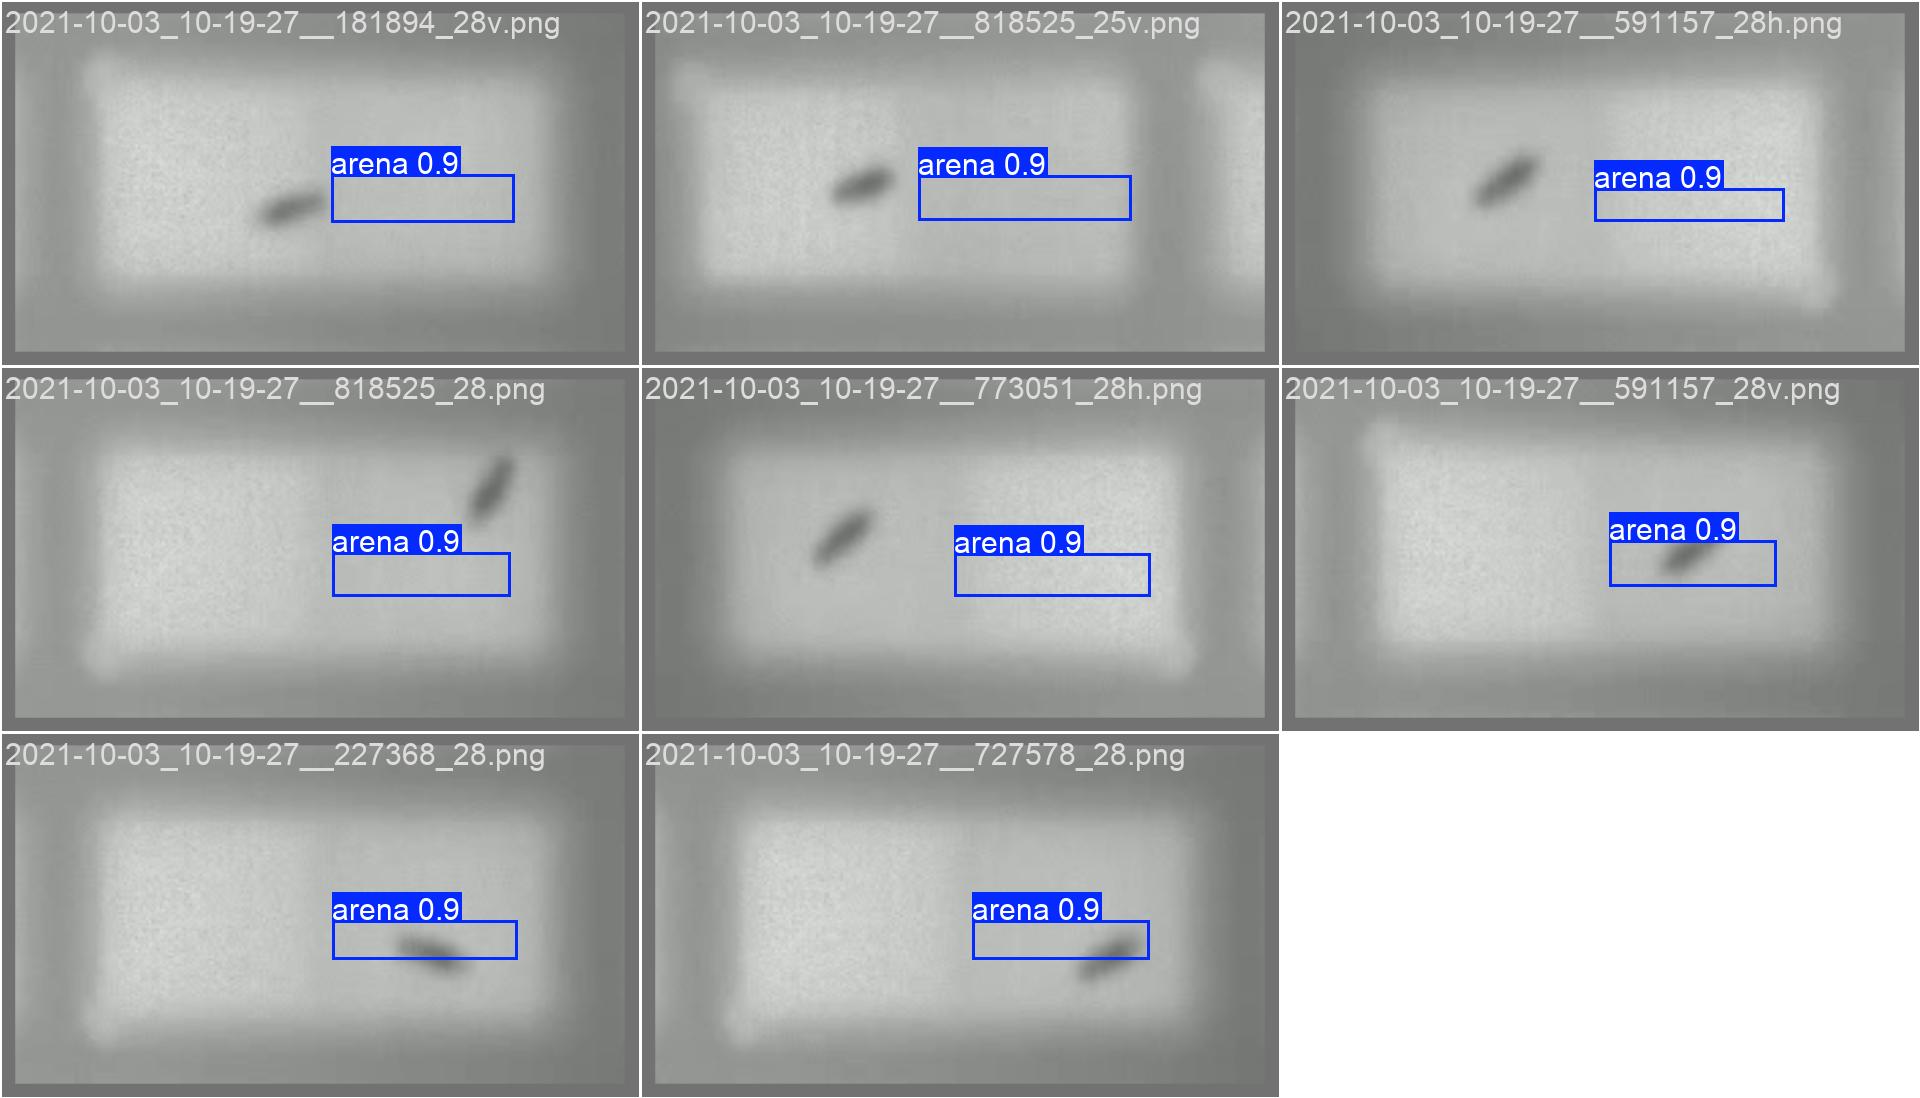 2021-10-03_10-19-27__181894_28v.png
arena 0.9
2021-10-03_10-19-27__818525_25v.png
arena 0.9
2021-10-03_10-19-27__591157_28h.png
arena 0.9
2021-10-03_10-19-27__818525_28.png
arena 0.9
2021-10-03_10-19-27__773051_28h.png
arena 0.9
2021-10-03_10-19-27__591157_28v.png
arena 0.9
2021-10-03_10-19-27__227368_28.png
arena 0.9
2021-10-03_10-19-27__727578_28.png
arena 0.9